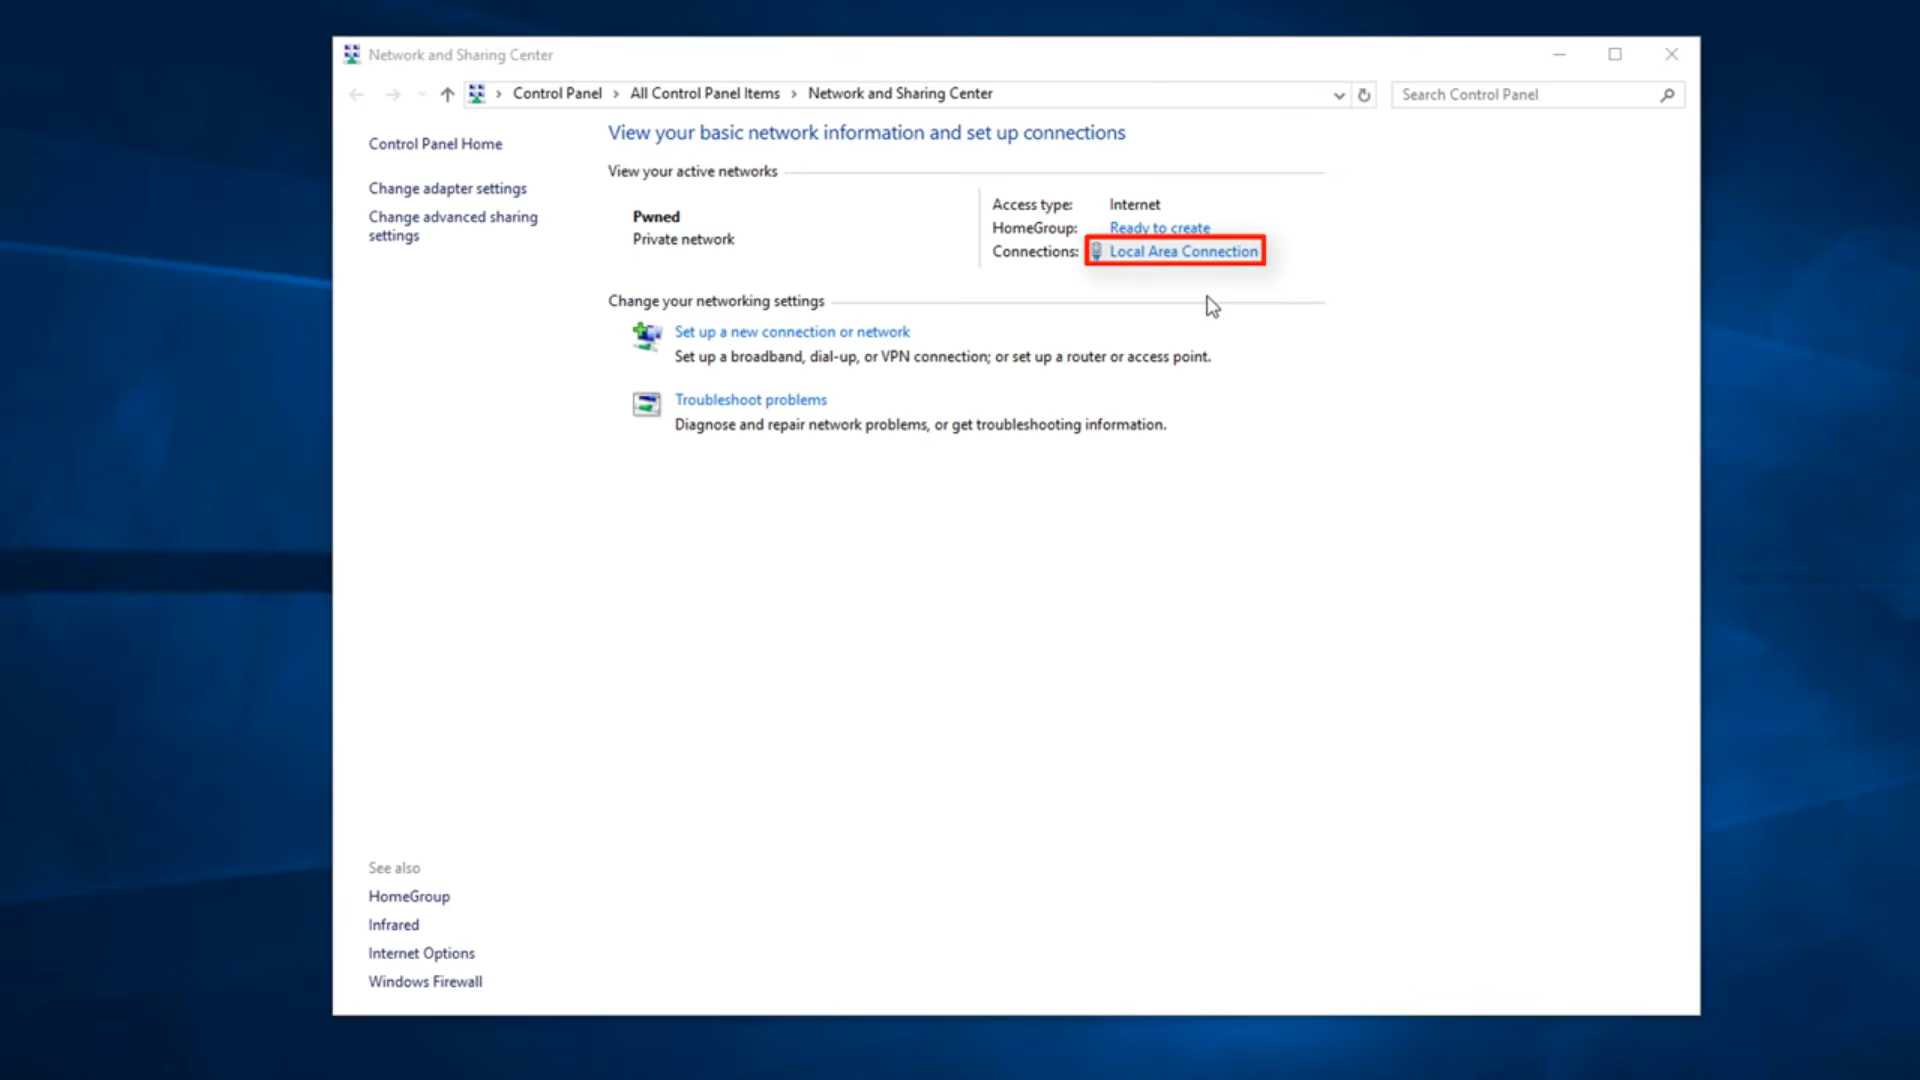 Network and Sharing Center
Control Panel > All Control Panel Items > Network and Sharing Center
Search Control Panel
Control Panel Home
Change adapter settings
Change advanced sharing
settings
View your basic network information and set up connections
View your active networks
Pwned
Private network
Access type: Internet
HomeGroup: Ready to create
Connections: Local Area Connection
Change your networking settings
Set up a new connection or network
Set up a broadband, dial-up, or VPN connection; or set up a router or access point.
Troubleshoot problems
Diagnose and repair network problems, or get troubleshooting information.
See also
HomeGroup
Infrared
Internet Options
Windows Firewall